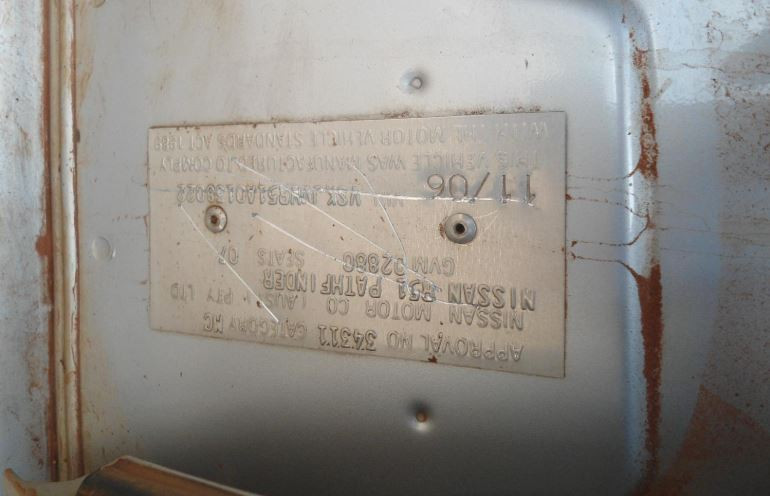 APPROVAL NO 34311 CATEGORY MC
NISSAN MOTOR CO (AUST) PTY LTD
NISSAN R51 PATHFINDER
GVM 02880 SEATS 07
11/06 VIN
THIS VEHICLE WAS MANUFACTURED TO COMPLY
WITH THE MOTOR VEHICLE STANDARDS ACT 1989